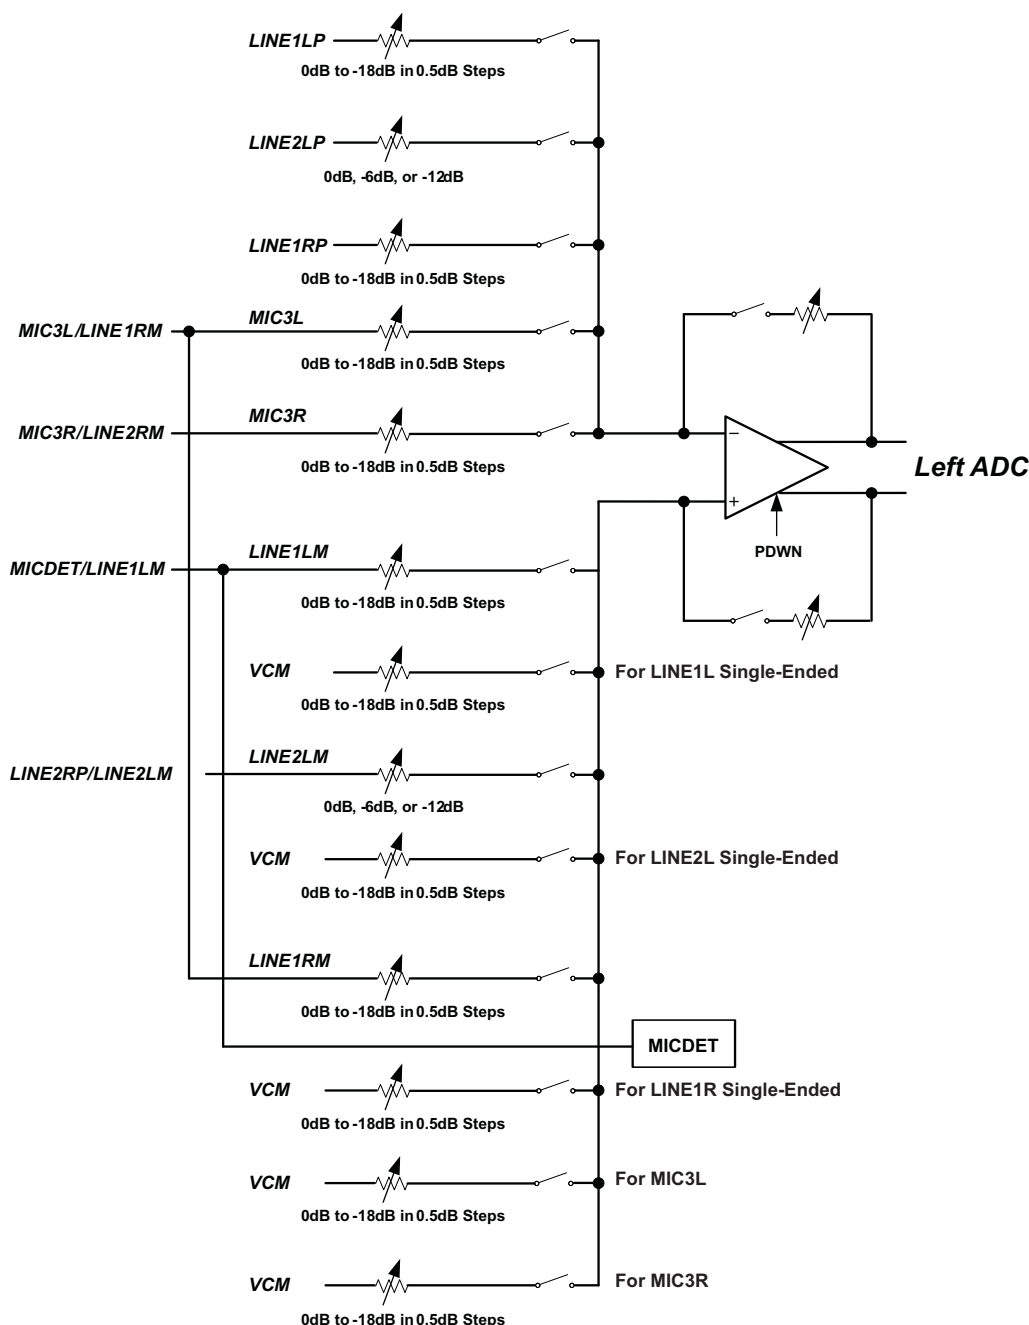 LINE1LP
0dB to -18dB in 0.5dB Steps
LINE2LP
0dB, -6dB, or -12dB
LINE1RP
0dB to -18dB in 0.5dB Steps
MIC3L/LINE1RM
MIC3L
0dB to -18dB in 0.5dB Steps
MIC3R/LINE2RM
MIC3R
0dB to -18dB in 0.5dB Steps
−
+
Left ADC
PDWN
MICDET/LINE1LM
LINE1LM
0dB to -18dB in 0.5dB Steps
VCM
For LINE1L Single-Ended
0dB to -18dB in 0.5dB Steps
LINE2RP/LINE2LM
LINE2LM
0dB, -6dB, or -12dB
VCM
For LINE2L Single-Ended
0dB to -18dB in 0.5dB Steps
LINE1RM
0dB to -18dB in 0.5dB Steps
MICDET
VCM
For LINE1R Single-Ended
0dB to -18dB in 0.5dB Steps
VCM
For MIC3L
0dB to -18dB in 0.5dB Steps
VCM
For MIC3R
0dB to -18dB in 0.5dB Steps